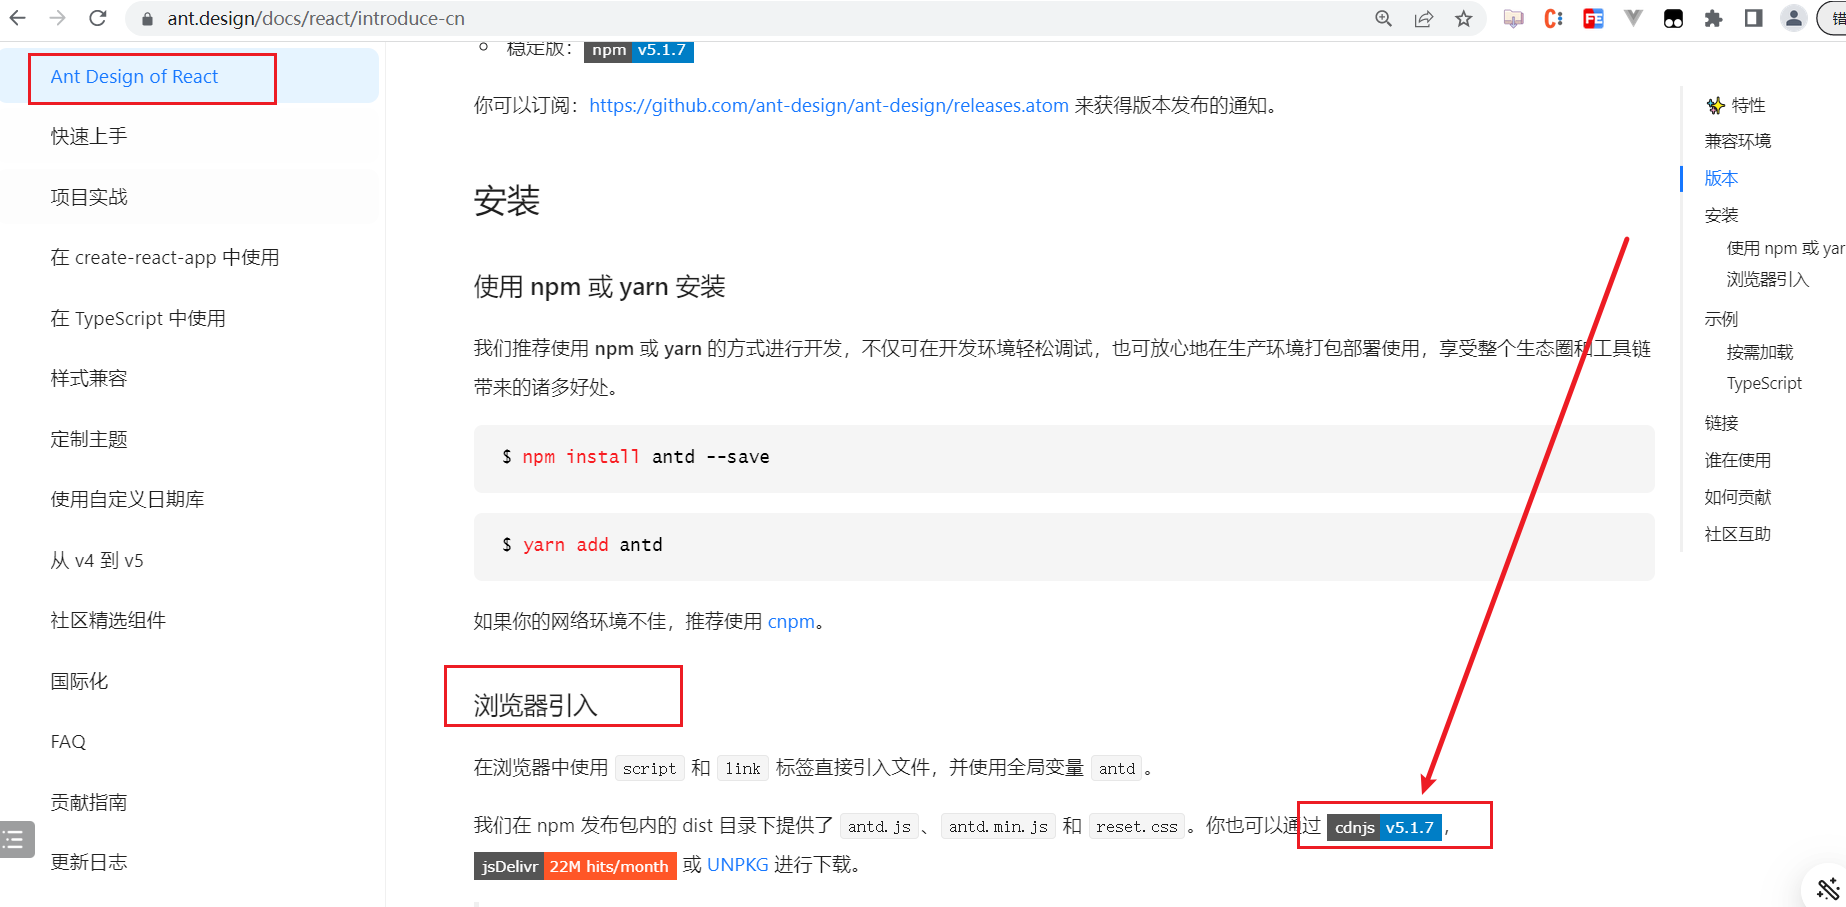 ant.design/docs/react/introduce-cn
错
Ant Design of React
快速上手
项目实战
在 create-react-app 中使用
在 TypeScript 中使用
样式兼容
定制主题
使用自定义日期库
从 v4 到 v5
社区精选组件
国际化
FAQ
贡献指南
更新日志
稳定版： npm v5.1.7
你可以订阅：https://github.com/ant-design/ant-design/releases.atom 来获得版本发布的通知。
安装
使用 npm 或 yarn 安装
我们推荐使用 npm 或 yarn 的方式进行开发，不仅可在开发环境轻松调试，也可放心地在生产环境打包部署使用，享受整个生态圈和工具链
带来的诸多好处。
$ npm install antd --save
$ yarn add antd
如果你的网络环境不佳，推荐使用 cnpm。
浏览器引入
在浏览器中使用 script 和 link 标签直接引入文件，并使用全局变量 antd 。
我们在 npm 发布包内的 dist 目录下提供了 antd.js 、 antd.min.js 和 reset.css 。你也可以通过 cdnjs v5.1.7 ，
jsDelivr 22M hits/month 或 UNPKG 进行下载。
特性
兼容环境
版本
安装
使用 npm 或 yar
浏览器引入
示例
按需加载
TypeScript
链接
谁在使用
如何贡献
社区互助